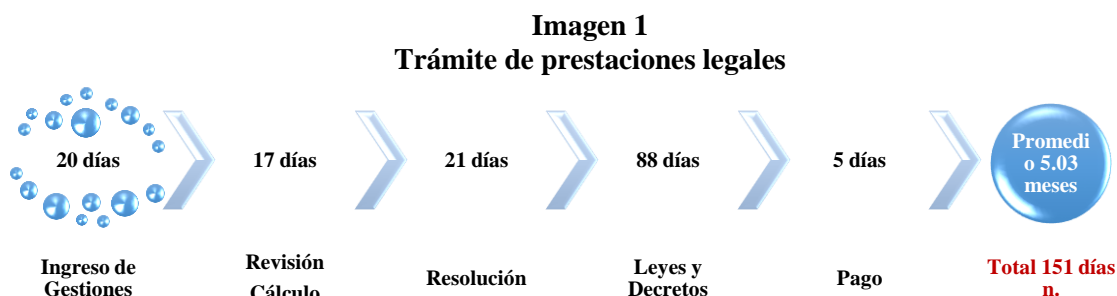 Imagen 1
Trámite de prestaciones legales
20 días
17 días
21 días
88 días
5 días
Promedi
o 5.03
meses
Ingreso de
Gestiones
Revisión
Cálculo
Resolución
Leyes y
Decretos
Pago
Total 151 días
n.